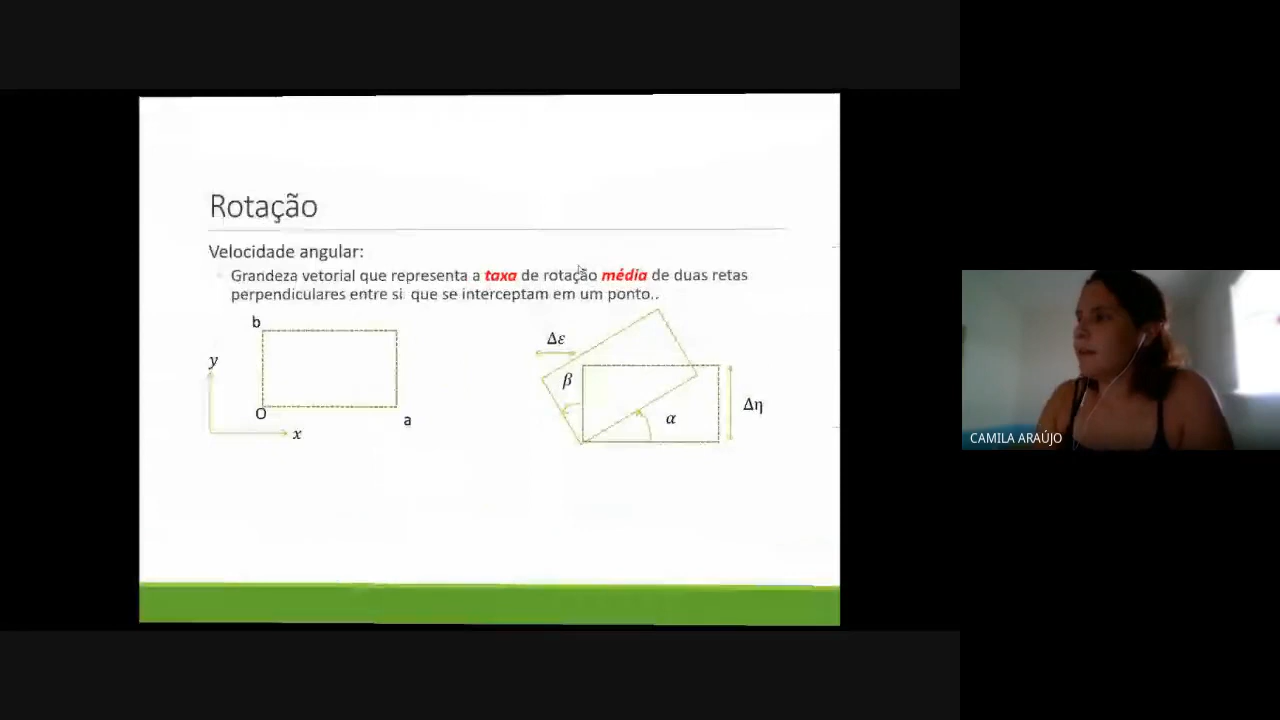 Rotação
Velocidade angular:
Grandeza vetorial que representa a taxa de rotação média de duas retas
perpendiculares entre si que se interceptam em um ponto..
b
y
O
a
x
Δε
β
α
Δη
CAMILA ARAÚJO